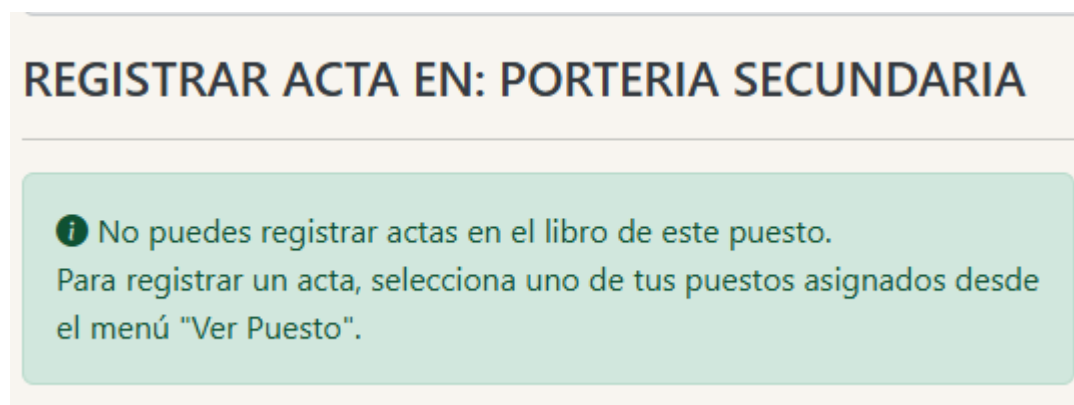 REGISTRAR ACTA EN: PORTERIA SECUNDARIA
No puedes registrar actas en el libro de este puesto.
Para registrar un acta, selecciona uno de tus puestos asignados desde
el menú "Ver Puesto".